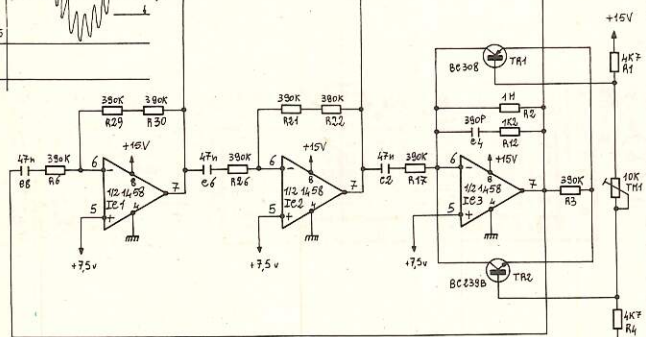 4
5
+15V
4K7
R1
BC308
TR1
390K
390K
R29
R30
390K
390K
R21
R22
1M
R2
390P
1K2
C4
R12
+15V
+15V
+15V
47n
390K
C8
R6
6
8
7
1/2 1458
IC1
5
4
47n
390K
C6
R26
6
8
7
1/2 1458
IC2
5
4
47n
390K
C2
R17
6
8
7
1/2 1458
IC3
5
4
390K
R3
10K
TM1
+7,5v
+7,5v
+7,5v
BC239B
TR2
4K7
R4